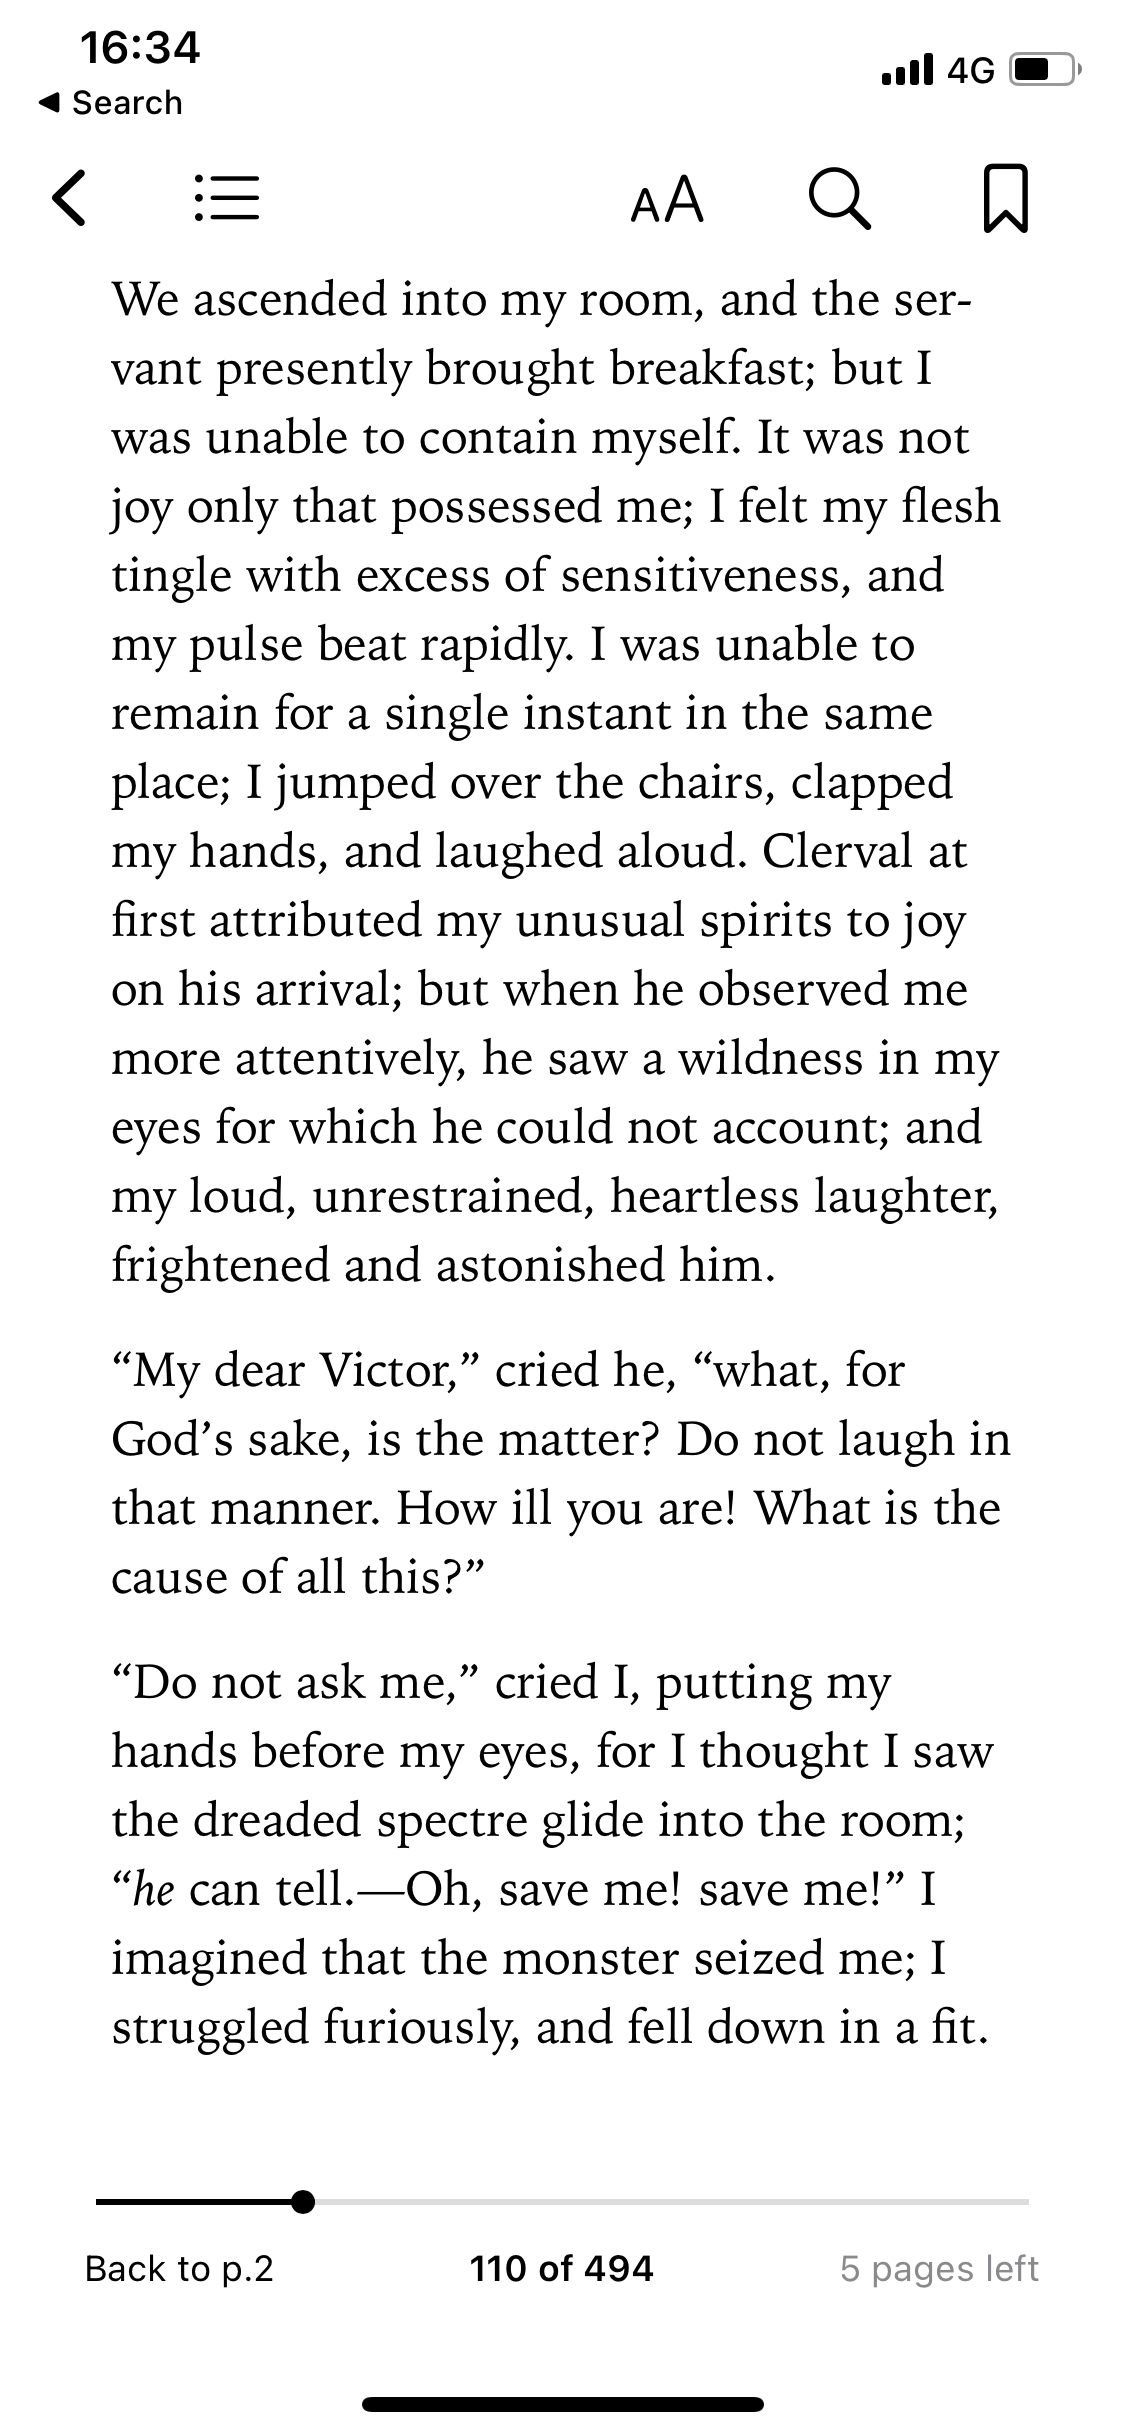 16:34
4G
Search
AA
We ascended into my room, and the ser-
vant presently brought breakfast; but I
was unable to contain myself. It was not
joy only that possessed me; I felt my flesh
tingle with excess of sensitiveness, and
my pulse beat rapidly. I was unable to
remain for a single instant in the same
place; I jumped over the chairs, clapped
my hands, and laughed aloud. Clerval at
first attributed my unusual spirits to joy
on his arrival; but when he observed me
more attentively, he saw a wildness in my
eyes for which he could not account; and
my loud, unrestrained, heartless laughter,
frightened and astonished him.
“My dear Victor,” cried he, “what, for
God’s sake, is the matter? Do not laugh in
that manner. How ill you are! What is the
cause of all this?”
“Do not ask me,” cried I, putting my
hands before my eyes, for I thought I saw
the dreaded spectre glide into the room;
“he can tell.—Oh, save me! save me!” I
imagined that the monster seized me; I
struggled furiously, and fell down in a fit.
Back to p.2
110 of 494
5 pages left